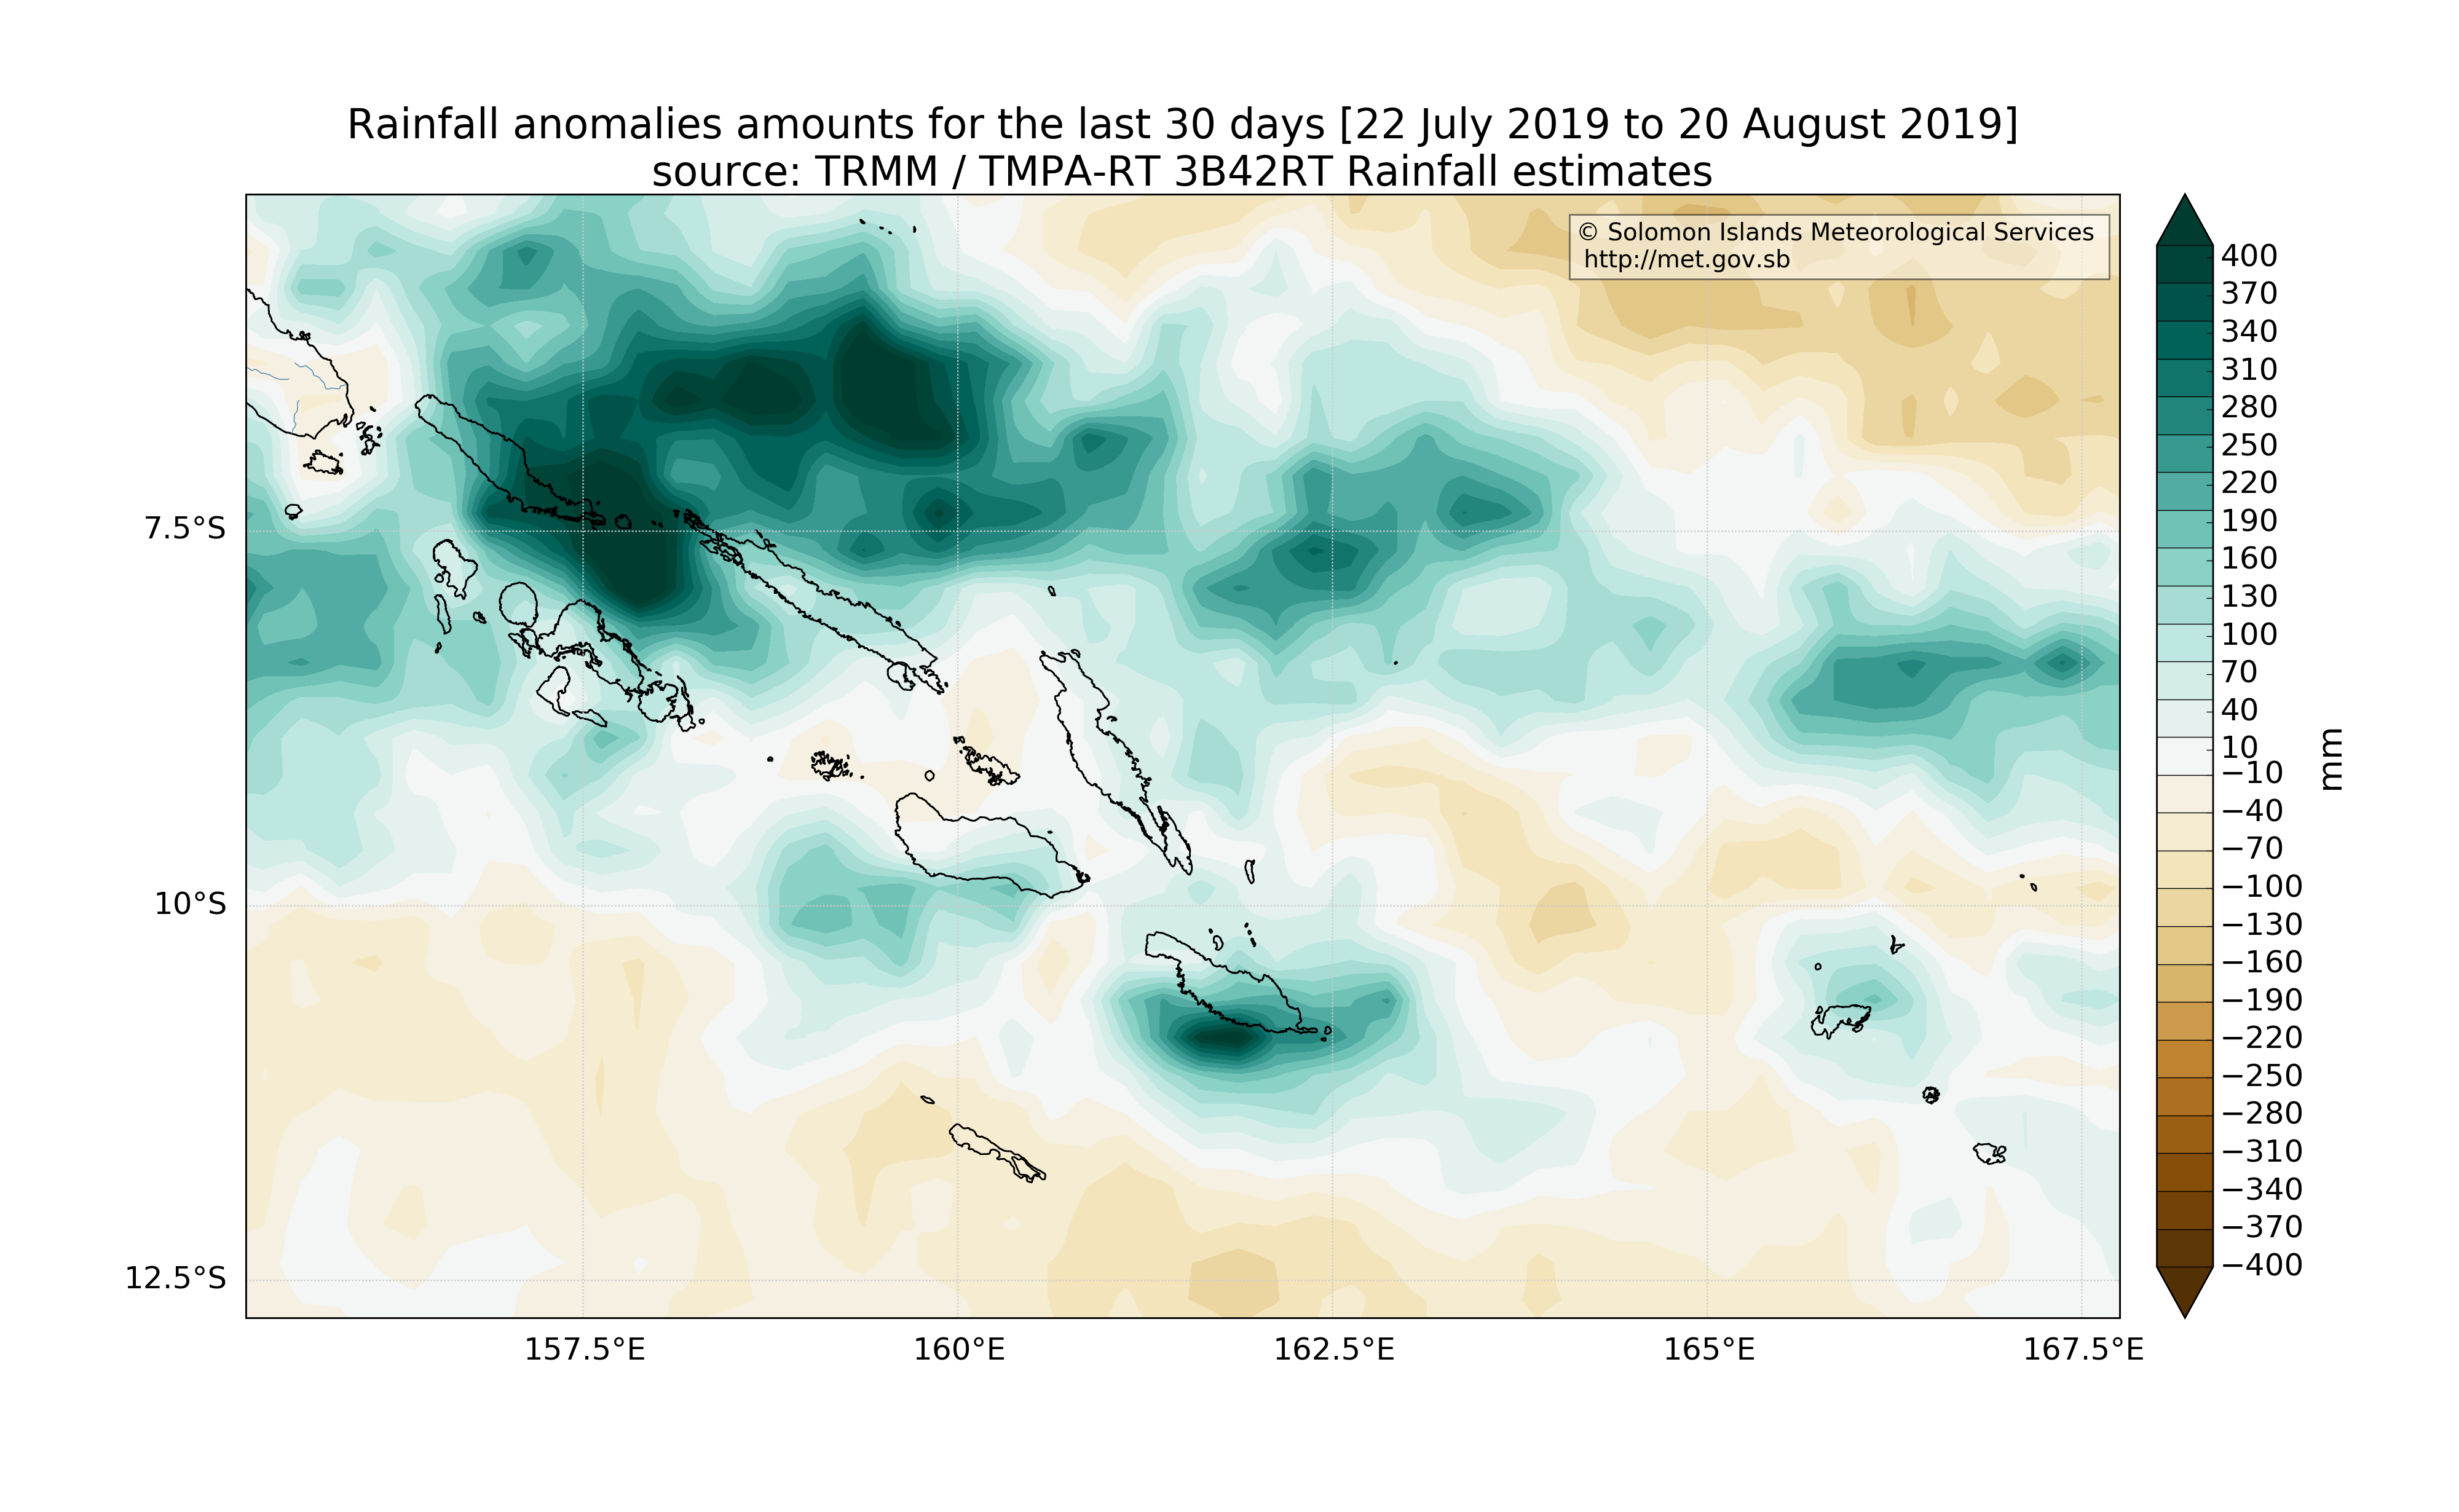 Rainfall anomalies amounts for the last 30 days [22 July 2019 to 20 August 2019]
source: TRMM / TMPA-RT 3B42RT Rainfall estimates
© Solomon Islands Meteorological Services
http://met.gov.sb
7.5°S
10°S
12.5°S
157.5°E
160°E
162.5°E
165°E
167.5°E
400
370
340
310
280
250
220
190
160
130
100
70
40
10
−10
−40
−70
−100
−130
−160
−190
−220
−250
−280
−310
−340
−370
−400
mm